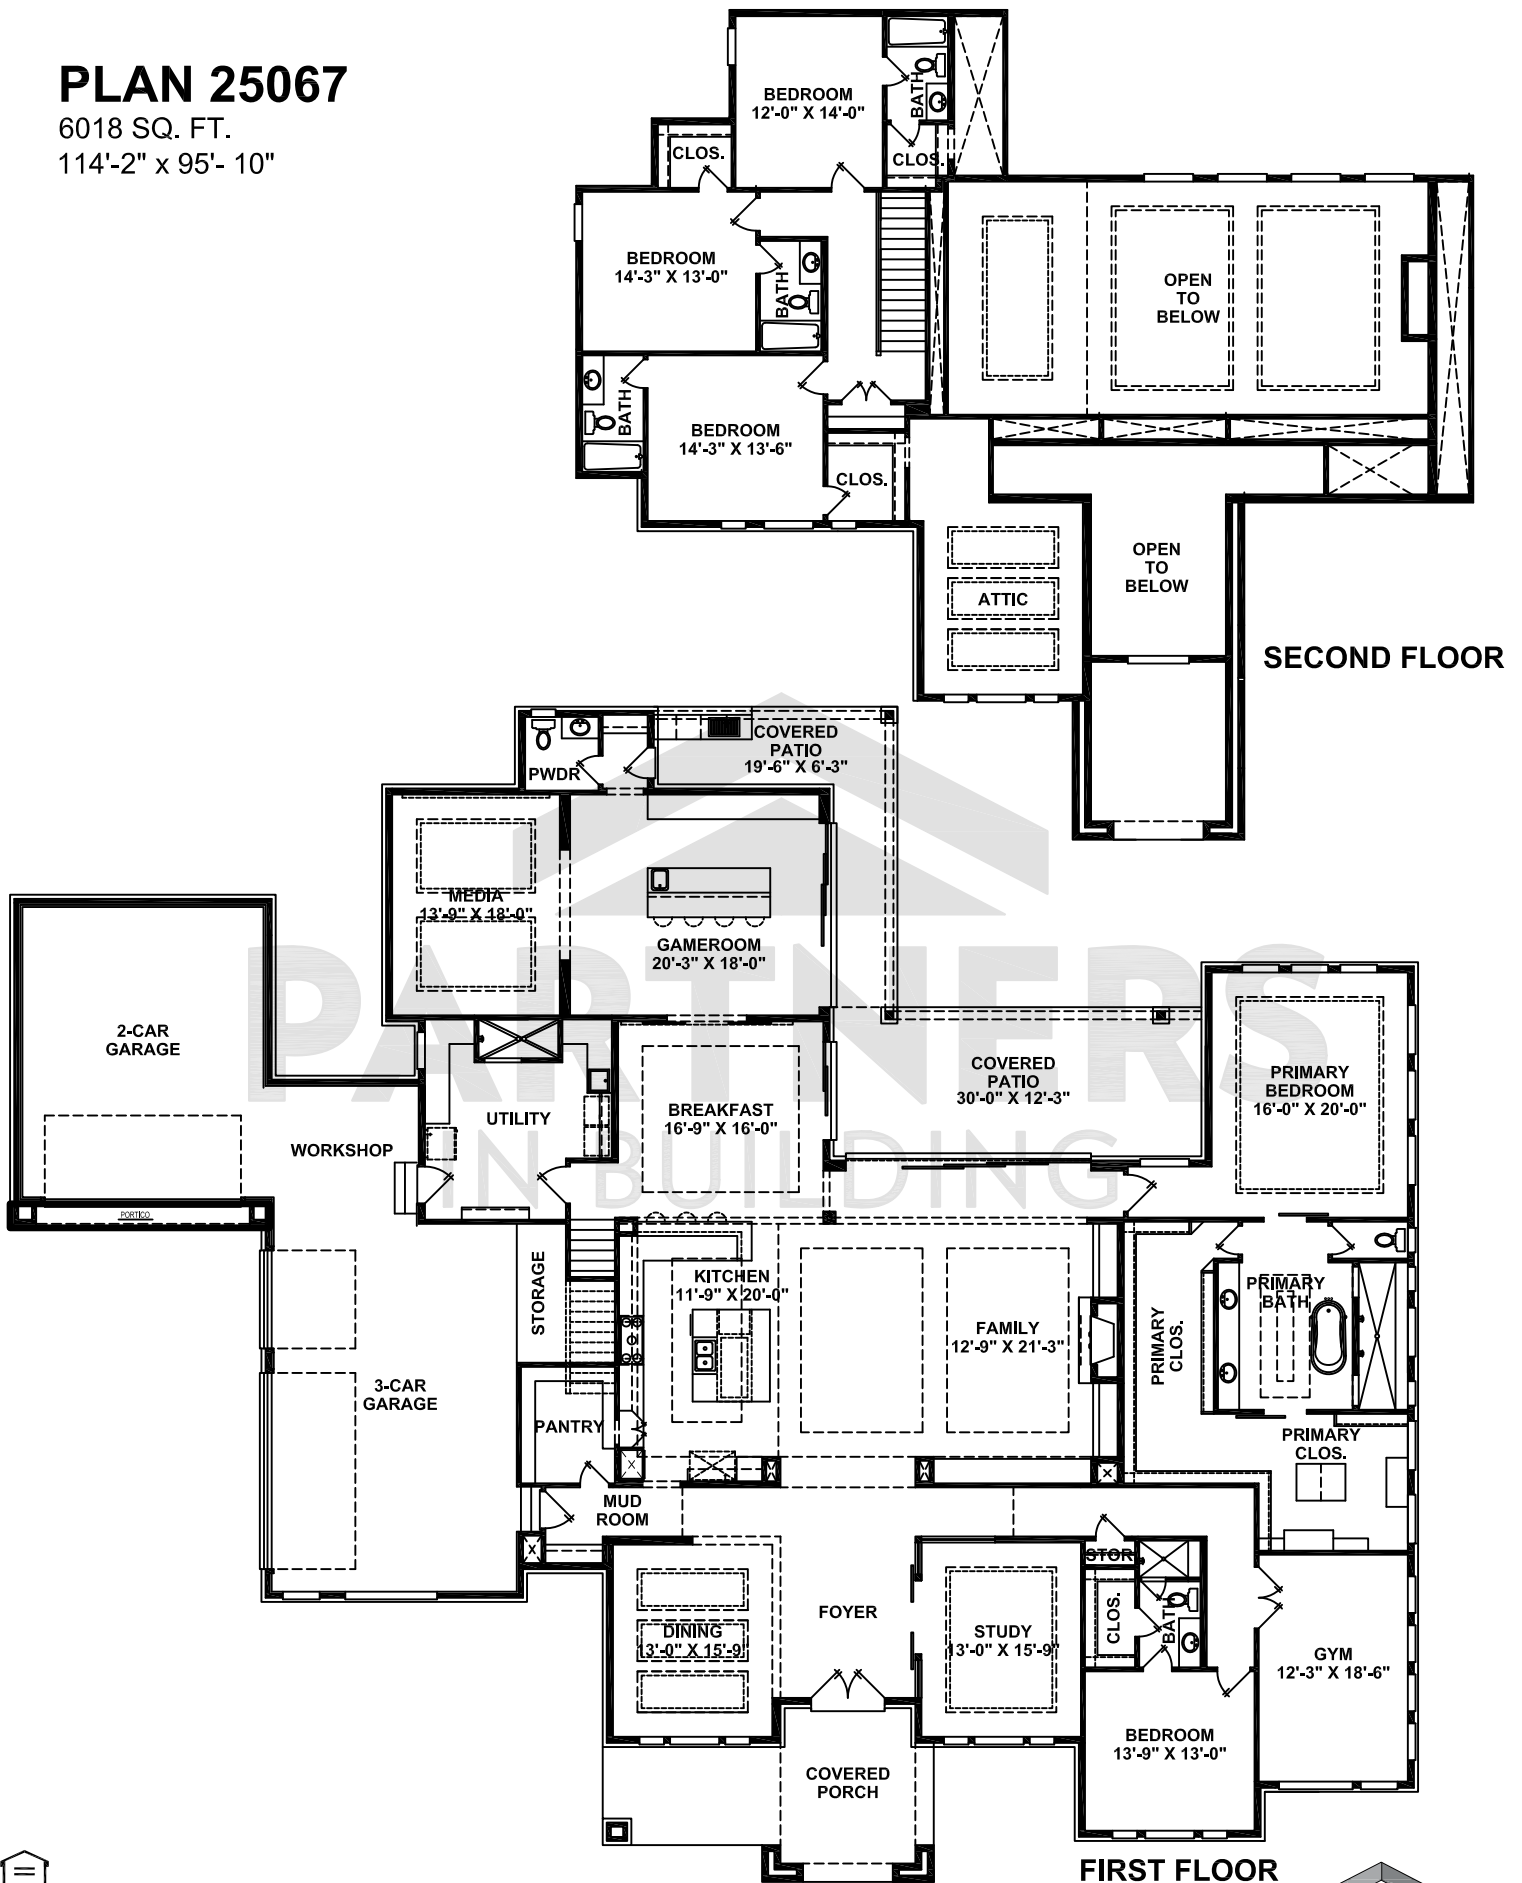 PLAN 25067
6018 SQ. FT.
114'-2" x 95'- 10"
BEDROOM
12'-0" X 14'-0"
BATH
CLOS.
CLOS.
BEDROOM
14'-3" X 13'-0"
BATH
OPEN
TO
BELOW
BATH
BEDROOM
14'-3" X 13'-6"
CLOS.
OPEN
TO
BELOW
ATTIC
SECOND FLOOR
COVERED
PATIO
19'-6" X 6'-3"
PWDR
MEDIA
13'-9" X 18'-0"
GAMEROOM
20'-3" X 18'-0"
PARTNERS
IN BUILDING
2-CAR
GARAGE
COVERED
PATIO
30'-0" X 12'-3"
PRIMARY
BEDROOM
16'-0" X 20'-0"
UTILITY
BREAKFAST
16'-9" X 16'-0"
WORKSHOP
PORTICO
STORAGE
KITCHEN
11'-9" X 20'-0"
FAMILY
12'-9" X 21'-3"
PRIMARY
BATH
PRIMARY
CLOS.
3-CAR
GARAGE
PANTRY
PRIMARY
CLOS.
MUD
ROOM
STOR
CLOS.
BATH
FOYER
DINING
13'-0" X 15'-9"
STUDY
13'-0" X 15'-9"
GYM
12'-3" X 18'-6"
BEDROOM
13'-9" X 13'-0"
COVERED
PORCH
FIRST FLOOR